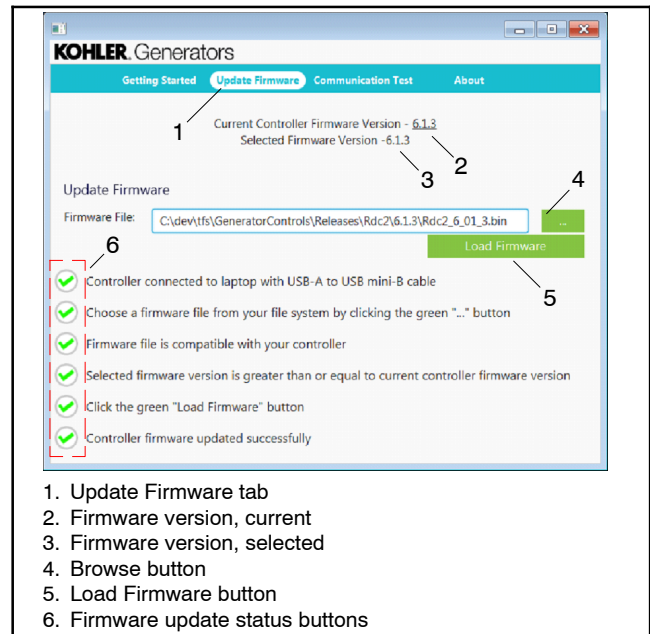 KOHLER. Generators
Getting Started Update Firmware Communication Test About
1
Current Controller Firmware Version - 6.1.3
Selected Firmware Version -6.1.3
3 2
4
Update Firmware
Firmware File: C:\dev\tfs\GeneratorControls\Releases\Rdc2\6.1.3\Rdc2_6_01_3.bin ...
Load Firmware
6
5
Controller connected to laptop with USB-A to USB mini-B cable
Choose a firmware file from your file system by clicking the green "..." button
Firmware file is compatible with your controller
Selected firmware version is greater than or equal to current controller firmware version
Click the green "Load Firmware" button
Controller firmware updated successfully
1. Update Firmware tab
2. Firmware version, current
3. Firmware version, selected
4. Browse button
5. Load Firmware button
6. Firmware update status buttons